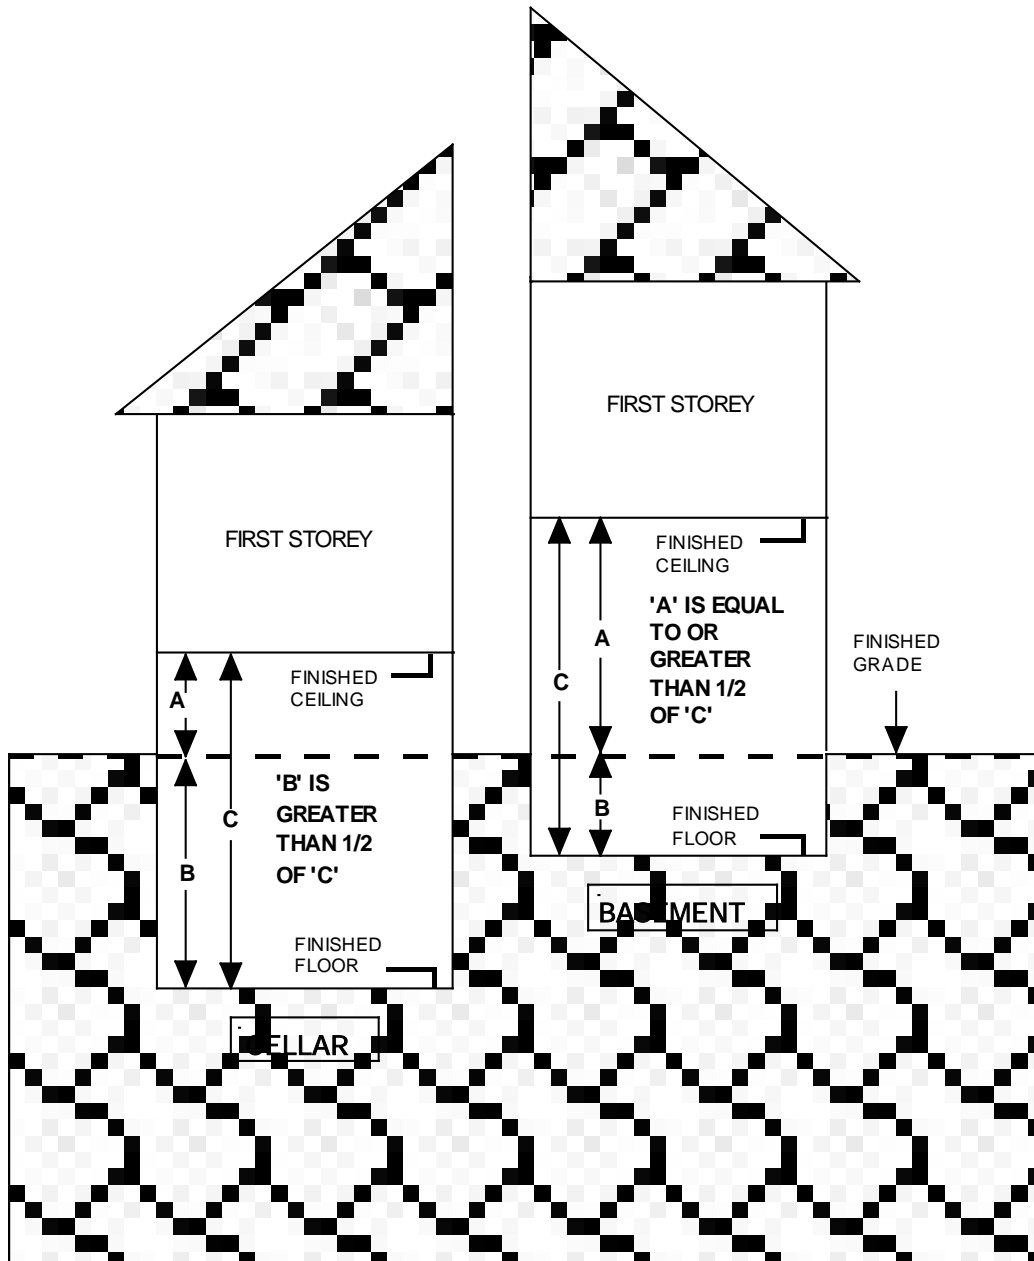 FIRST STOREY
FIRST STOREY
FINISHED
CEILING
'A' IS EQUAL
TO OR
GREATER
THAN 1/2
OF 'C'
A
C
B
FINISHED
GRADE
FINISHED
FLOOR
BASEMENT
FINISHED
CEILING
A
'B' IS
GREATER
THAN 1/2
OF 'C'
C
B
FINISHED
FLOOR
CELLAR